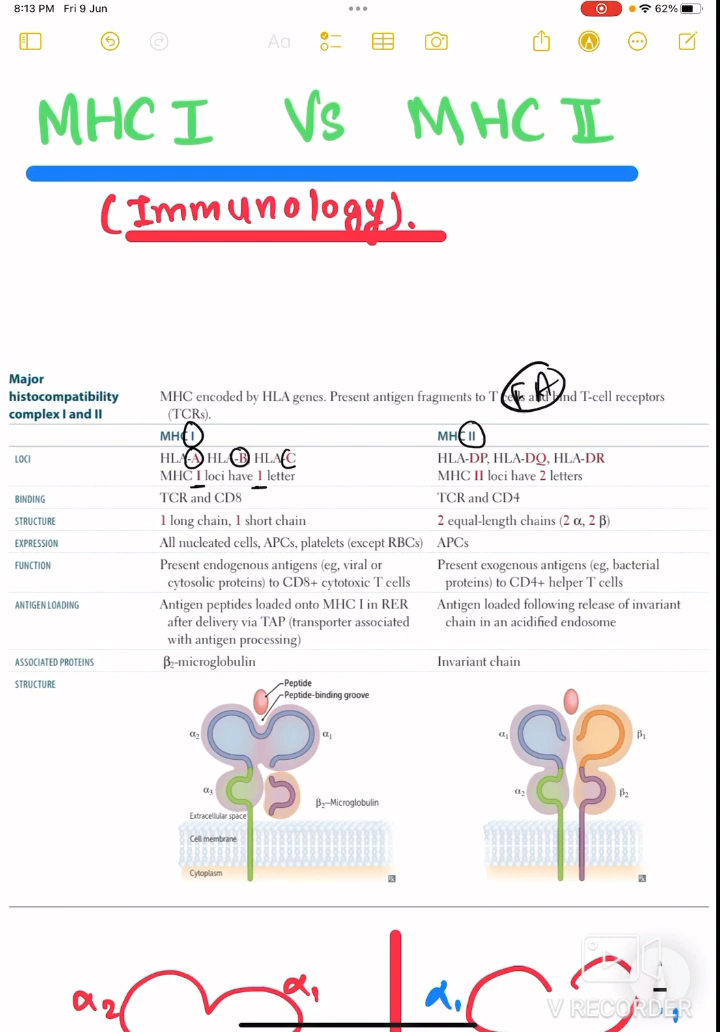 8:13 PM Fri 9 Jun
62%
Aa
MHC I Vs MHC II
(Immunology).
Major histocompatibility complex I and II
MHC encoded by HLA genes. Present antigen fragments to T cells and bind T-cell receptors
(TCRs).
FA
MHC I MHC II
LOCI HLA-A, HLA-B, HLA-C HLA-DP, HLA-DQ, HLA-DR
MHC I loci have 1 letter MHC II loci have 2 letters
BINDING TCR and CD8 TCR and CD4
STRUCTURE 1 long chain, 1 short chain 2 equal-length chains (2 α, 2 β)
EXPRESSION All nucleated cells, APCs, platelets (except RBCs) APCs
FUNCTION Present endogenous antigens (eg, viral or Present exogenous antigens (eg, bacterial
cytosolic proteins) to CD8+ cytotoxic T cells proteins) to CD4+ helper T cells
ANTIGEN LOADING Antigen peptides loaded onto MHC I in RER Antigen loaded following release of invariant
after delivery via TAP (transporter associated chain in an acidified endosome
with antigen processing)
ASSOCIATED PROTEINS β₂-microglobulin Invariant chain
STRUCTURE
Peptide
Peptide-binding groove
α₂ α₁ α₁ β₁
α₃ β₂-Microglobulin α₂ β₂
Extracellular space
Cell membrane
Cytoplasm
α₂ α₁ α₁
V RECORDER